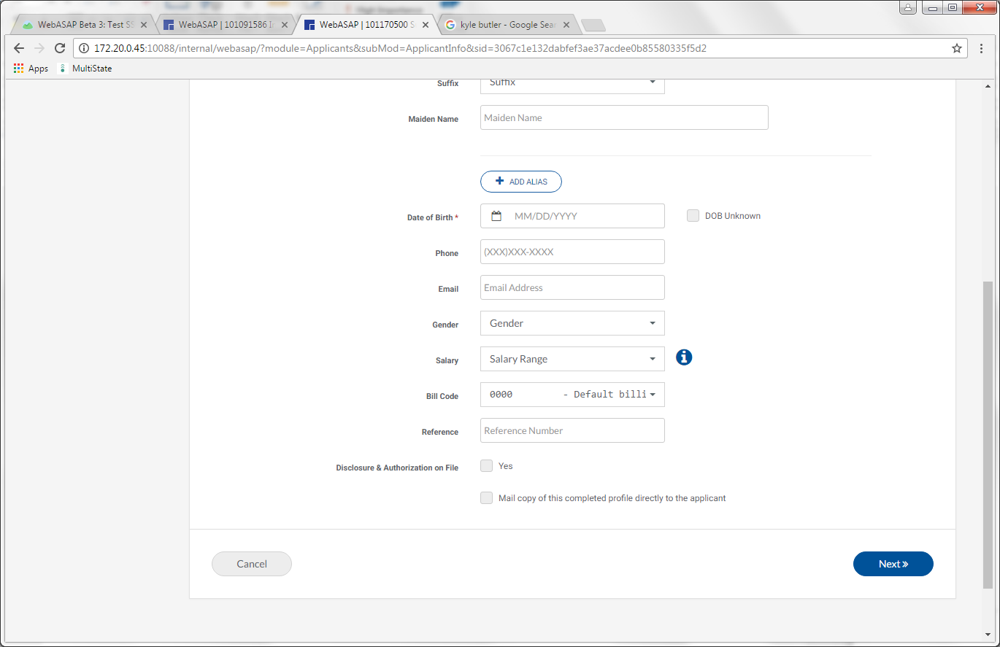 High Importance
WebASAP Beta 3: Test SS
WebASAP | 101091586 I
WebASAP | 101170500 S
kyle butler - Google Sear
172.20.0.45:10088/internal/webasap/?module=Applicants&subMod=ApplicantInfo&sid=3067c1e132dabfef3ae37acdee0b85580335f5d2
Apps MultiState
Suffix Suffix
Maiden Name Maiden Name
ADD ALIAS
Date of Birth * MM/DD/YYYY DOB Unknown
Phone (XXX)XXX-XXXX
Email Email Address
Gender Gender
Salary Salary Range
Bill Code 0000 - Default billi
Reference Reference Number
Disclosure & Authorization on File Yes
Mail copy of this completed profile directly to the applicant
Cancel Next »